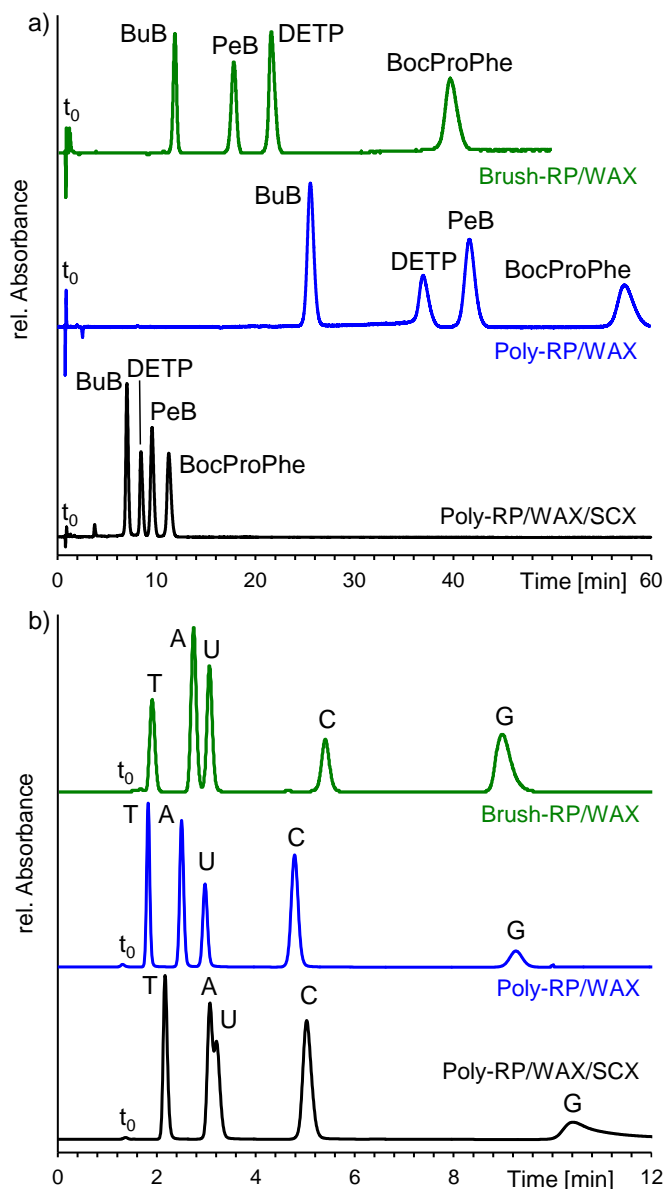 a)
BuB
PeB
DETP
BocProPhe
t0
Brush-RP/WAX
BuB
DETP
PeB
BocProPhe
t0
Poly-RP/WAX
BuB
DETP
PeB
BocProPhe
t0
Poly-RP/WAX/SCX
rel. Absorbance
0 10 20 30 40 Time [min] 60
b)
T A U C G
t0
Brush-RP/WAX
T A U C G
t0
Poly-RP/WAX
T A U C G
t0
Poly-RP/WAX/SCX
rel. Absorbance
0 2 4 6 8 Time [min] 12